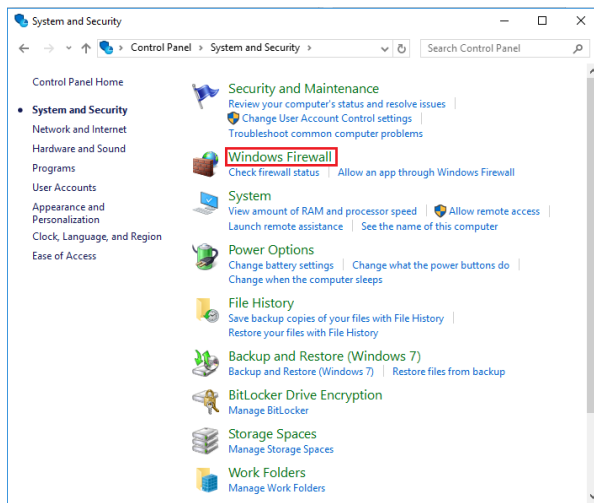 System and Security
Control Panel > System and Security >
Search Control Panel
Control Panel Home
System and Security
Network and Internet
Hardware and Sound
Programs
User Accounts
Appearance and
Personalization
Clock, Language, and Region
Ease of Access
Security and Maintenance
Review your computer's status and resolve issues
Change User Account Control settings
Troubleshoot common computer problems
Windows Firewall
Check firewall status
Allow an app through Windows Firewall
System
View amount of RAM and processor speed
Allow remote access
Launch remote assistance
See the name of this computer
Power Options
Change battery settings
Change what the power buttons do
Change when the computer sleeps
File History
Save backup copies of your files with File History
Restore your files with File History
Backup and Restore (Windows 7)
Backup and Restore (Windows 7)
Restore files from backup
BitLocker Drive Encryption
Manage BitLocker
Storage Spaces
Manage Storage Spaces
Work Folders
Manage Work Folders